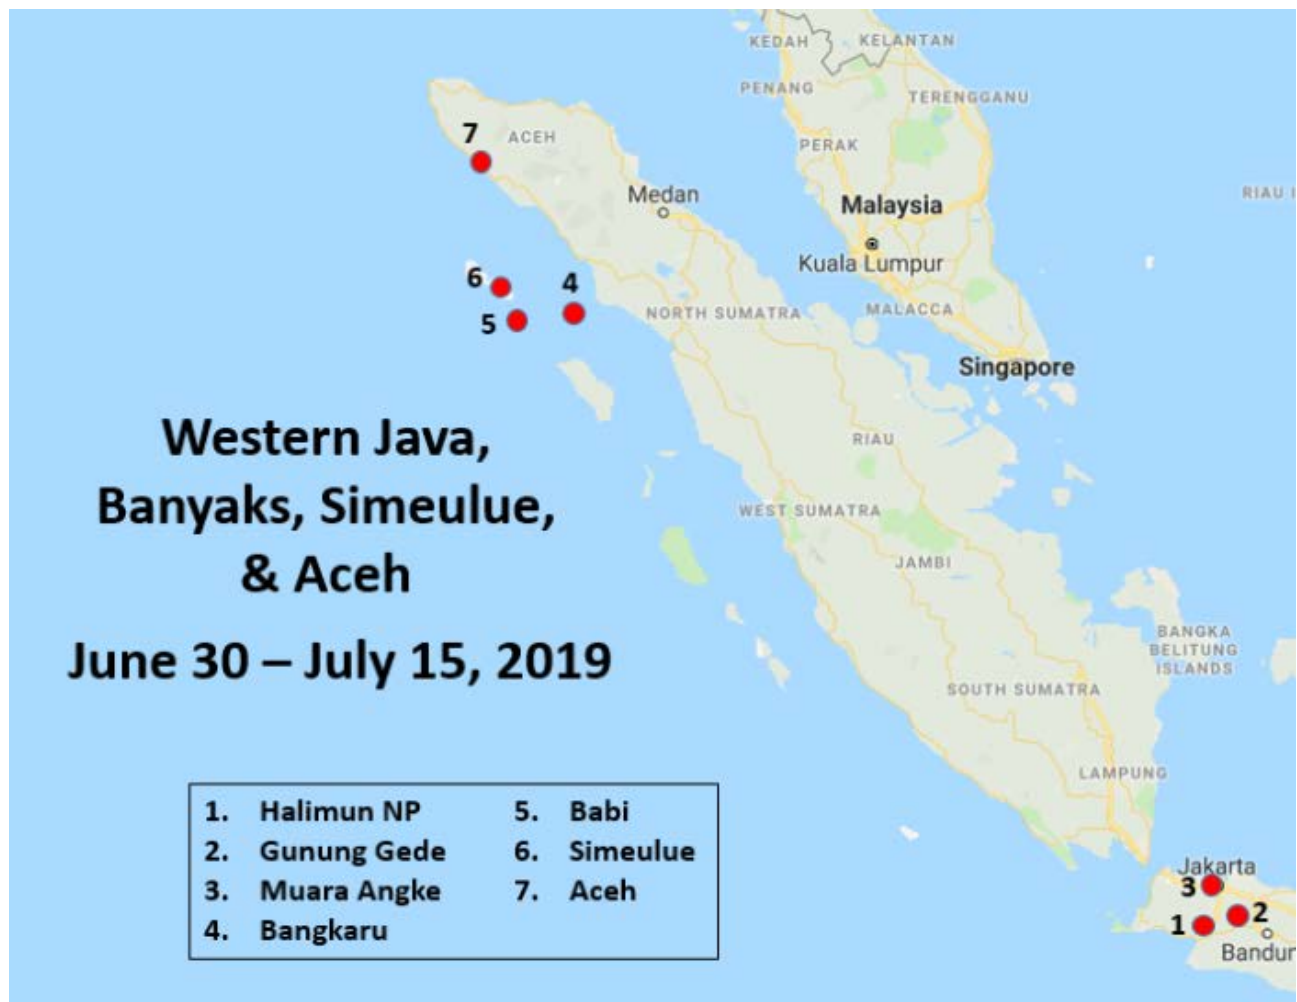 KEDAH
KELANTAN
PENANG
TERENGGANU
7
ACEH
PERAK
Medan
Malaysia
RIAU I
Kuala Lumpur
6
4
5
NORTH SUMATRA
MALACCA
Singapore
Western Java,
Banyaks, Simeulue,
& Aceh
June 30 – July 15, 2019
RIAU
WEST SUMATRA
JAMBI
BANGKA
BELITUNG
ISLANDS
SOUTH SUMATRA
LAMPUNG
1. Halimun NP
2. Gunung Gede
3. Muara Angke
4. Bangkaru
5. Babi
6. Simeulue
7. Aceh
Jakarta
3
1
2
Bandun